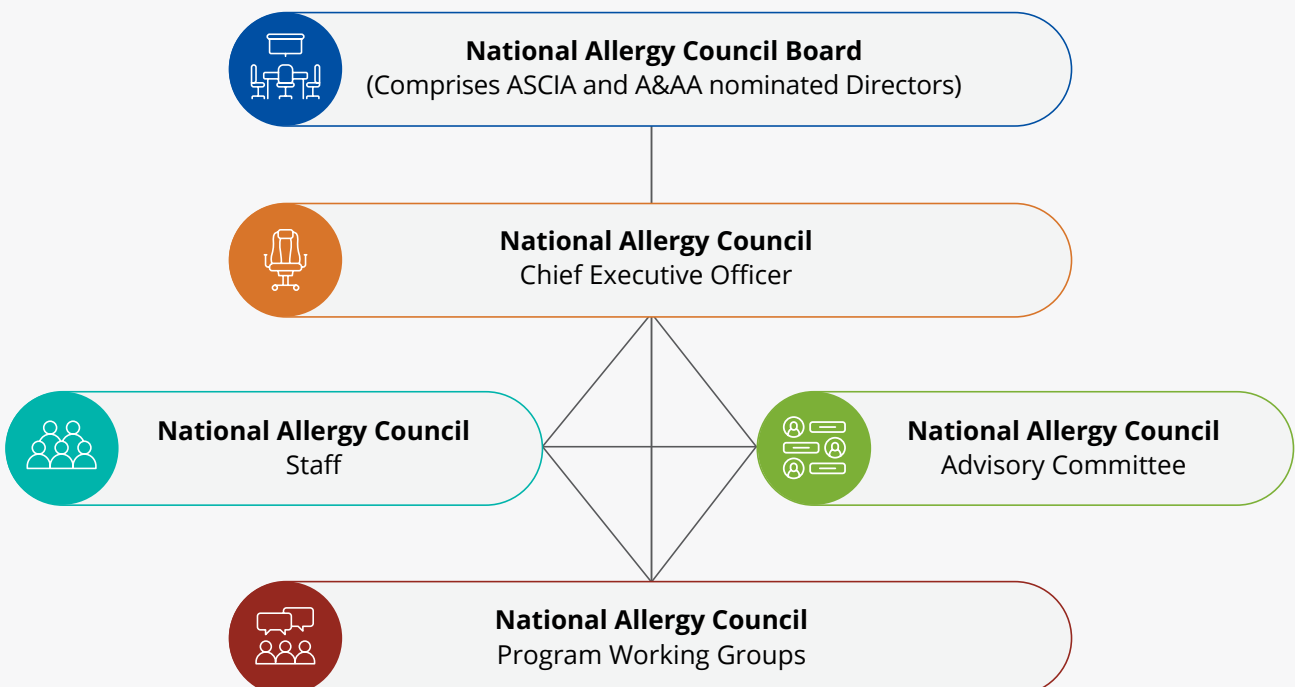 National Allergy Council Board
(Comprises ASCIA and A&AA nominated Directors)
National Allergy Council
Chief Executive Officer
National Allergy Council
Staff
National Allergy Council
Advisory Committee
National Allergy Council
Program Working Groups